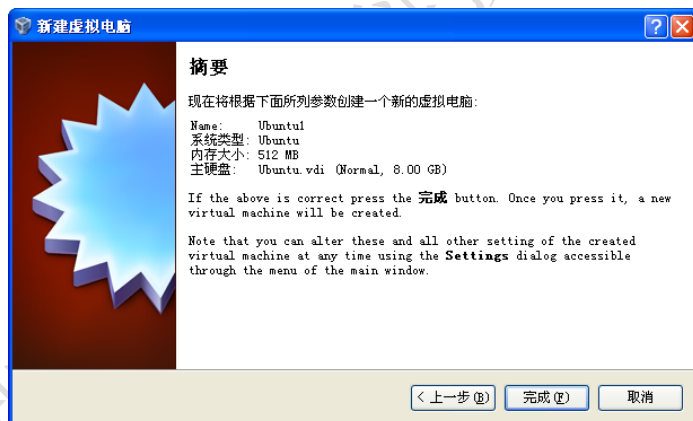 新建虚拟电脑
摘要
现在将根据下面所列参数创建一个新的虚拟电脑:
Name: Ubuntu1
系统类型: Ubuntu
内存大小: 512 MB
主硬盘: Ubuntu.vdi (Normal, 8.00 GB)
If the above is correct press the 完成 button. Once you press it, a new
virtual machine will be created.
Note that you can alter these and all other setting of the created
virtual machine at any time using the Settings dialog accessible
through the menu of the main window.
< 上一步(B) 完成(F) 取消